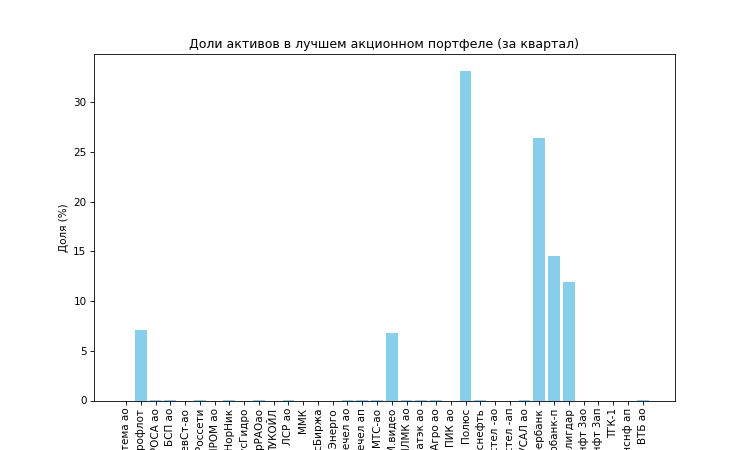 Доли активов в лучшем акционном портфеле (за квартал)
Доля (%)
30
25
20
15
10
5
0
тема ао
рофлот
РОСА ао
БСП ао
евСт-ао
Россети
ПРОМ ао
НорНик
сГидро
рРАОао
ЛУКОЙЛ
ЛСР ао
ММК
сБиржа
Энерго
ечел ао
ечел ап
МТС-ао
М.видео
ЛМК ао
атэк ао
Агро ао
ПИК ао
Полюс
снефть
стел -ао
стел -ап
УСАЛ ао
ербанк
рбанк-п
лигдар
нфт 3ао
нфт 3ап
ТГК-1
нснф ап
ВТБ ао